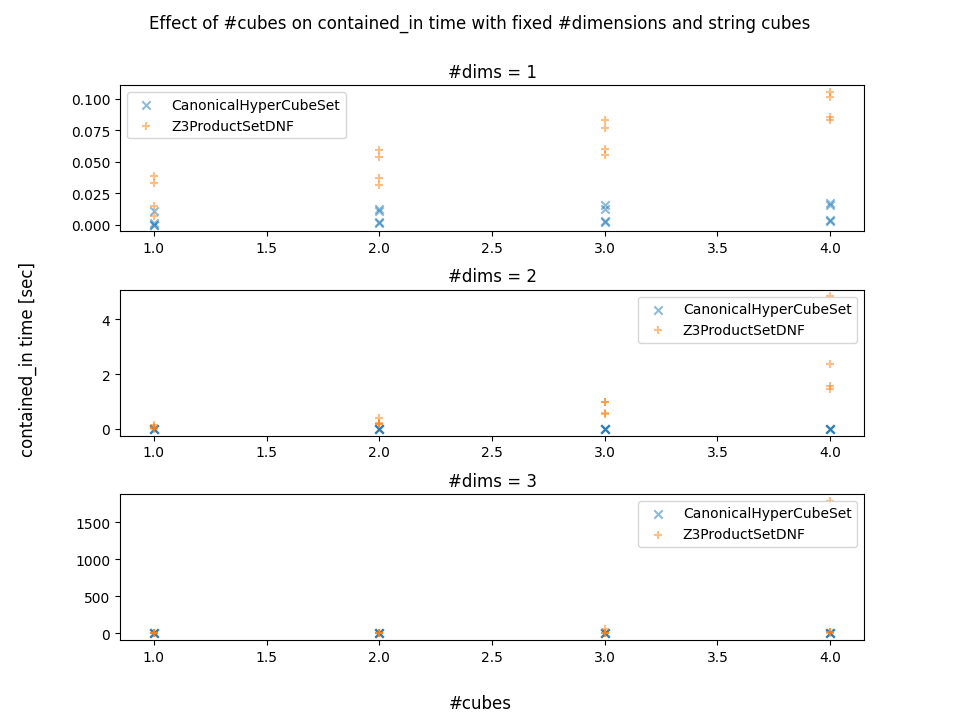 Effect of #cubes on contained_in time with fixed #dimensions and string cubes
#dims = 1
CanonicalHyperCubeSet
Z3ProductSetDNF
0.100
0.075
0.050
0.025
0.000
1.0 1.5 2.0 2.5 3.0 3.5 4.0
#dims = 2
CanonicalHyperCubeSet
Z3ProductSetDNF
4
2
0
1.0 1.5 2.0 2.5 3.0 3.5 4.0
contained_in time [sec]
#dims = 3
CanonicalHyperCubeSet
Z3ProductSetDNF
1500
1000
500
0
1.0 1.5 2.0 2.5 3.0 3.5 4.0
#cubes